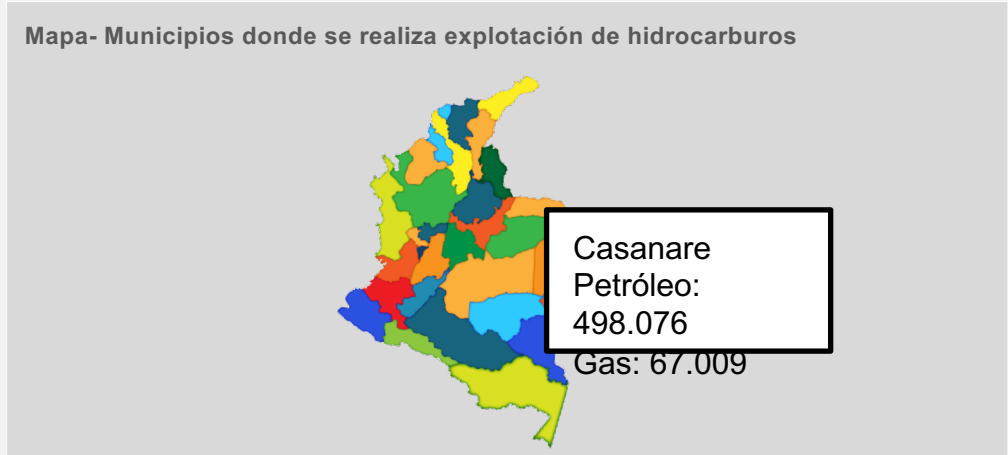 Mapa- Municipios donde se realiza explotación de hidrocarburos
Casanare
Petróleo:
498.076
Gas: 67.009